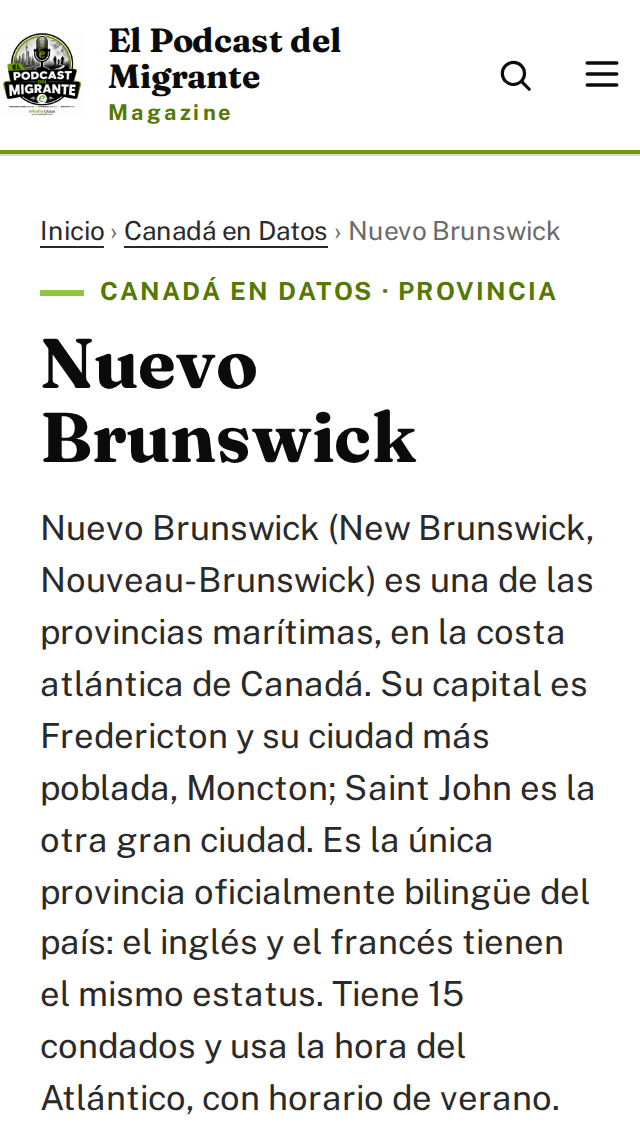 EL
PODCAST
DEL
MIGRANTE
El Podcast del
Migrante
Magazine
Inicio › Canadá en Datos › Nuevo Brunswick
CANADÁ EN DATOS · PROVINCIA
Nuevo
Brunswick
Nuevo Brunswick (New Brunswick,
Nouveau-Brunswick) es una de las
provincias marítimas, en la costa
atlántica de Canadá. Su capital es
Fredericton y su ciudad más
poblada, Moncton; Saint John es la
otra gran ciudad. Es la única
provincia oficialmente bilingüe del
país: el inglés y el francés tienen
el mismo estatus. Tiene 15
condados y usa la hora del
Atlántico, con horario de verano.